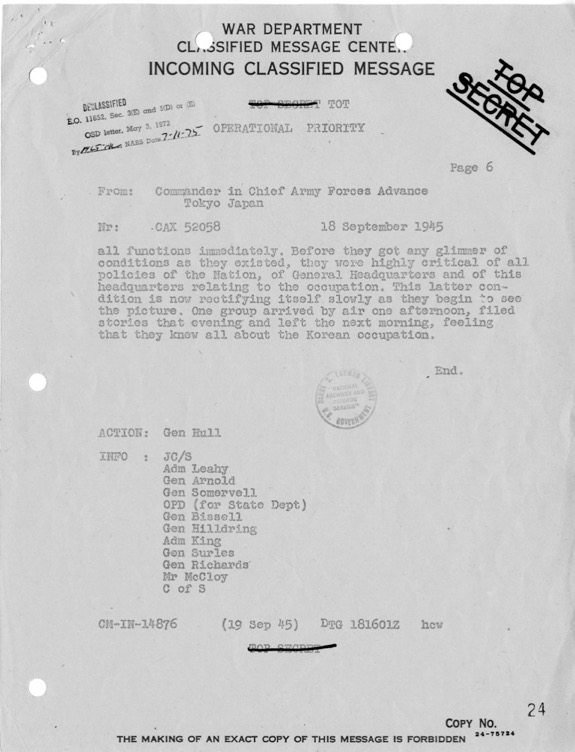 WAR DEPARTMENT
CLASSIFIED MESSAGE CENTER
INCOMING CLASSIFIED MESSAGE
TOP SECRET
DECLASSIFIED
E.O. 11652, Sec. 3(E) and 5(D) or (E)
OSD letter, May 3, 1972
By NARS Date 7-11-75
TOP SECRET TOT
OPERATIONAL PRIORITY
Page 6
From: Commander in Chief Army Forces Advance
Tokyo Japan
Nr: CAX 52058 18 September 1945
all functions immediately. Before they got any glimmer of
conditions as they existed, they were highly critical of all
policies of the Nation, of General Headquarters and of this
headquarters relating to the occupation. This latter con-
dition is now rectifying itself slowly as they begin to see
the picture. One group arrived by air one afternoon, filed
stories that evening and left the next morning, feeling
that they knew all about the Korean occupation.
End.
HARRY S. TRUMAN LIBRARY
NATIONAL
ARCHIVES AND
RECORDS
SERVICE
U.S. GOVERNMENT
ACTION: Gen Hull
INFO : JC/S
Adm Leahy
Gen Arnold
Gen Somervell
OPD (for State Dept)
Gen Bissell
Gen Hilldring
Adm King
Gen Surles
Gen Richards
Mr McCloy
C of S
CM-IN-14876 (19 Sep 45) DTG 181601Z hcw
TOP SECRET
24
COPY NO.
24-75724
THE MAKING OF AN EXACT COPY OF THIS MESSAGE IS FORBIDDEN